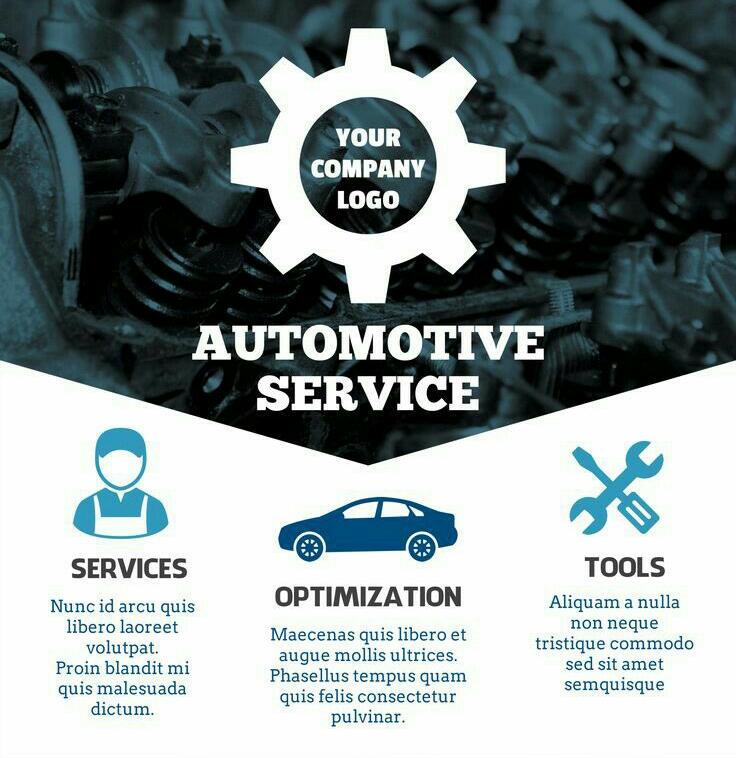 YOUR
COMPANY
LOGO
AUTOMOTIVE
SERVICE
SERVICES
Nunc id arcu quis
libero laoreet
volutpat.
Proin blandit mi
quis malesuada
dictum.
OPTIMIZATION
Maecenas quis libero et
augue mollis ultrices.
Phasellus tempus quam
quis felis consectetur
pulvinar.
TOOLS
Aliquam a nulla
non neque
tristique commodo
sed sit amet
semquisque